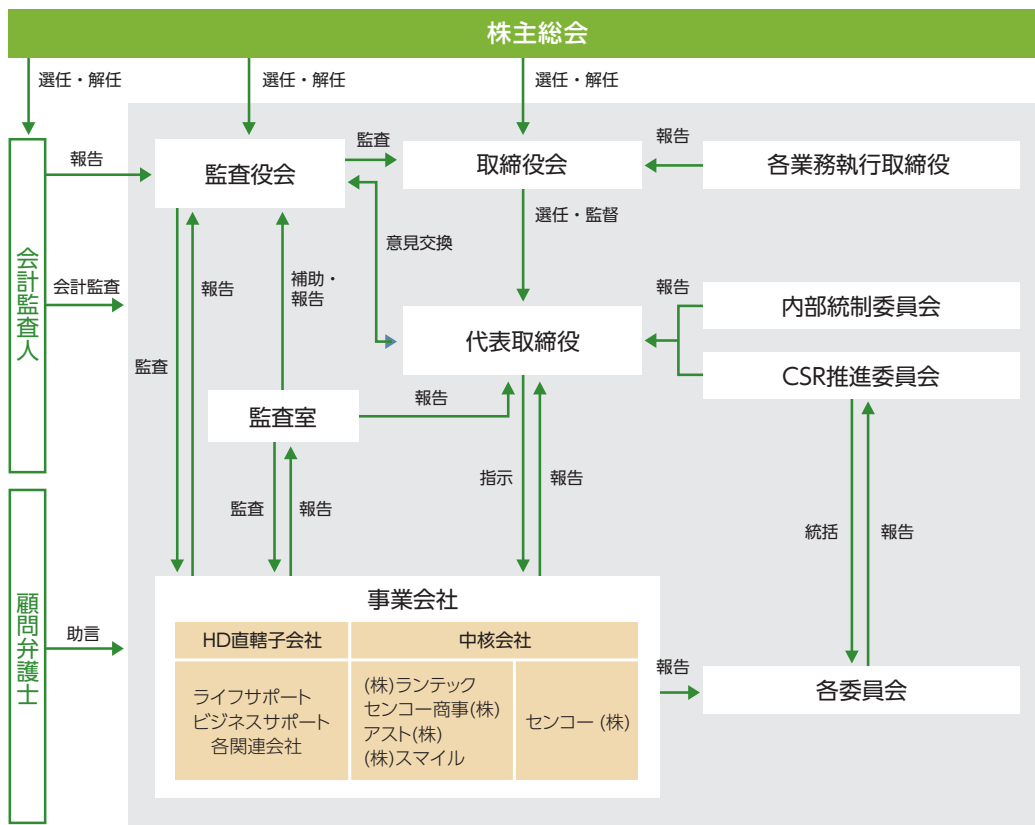 株主総会
選任・解任
選任・解任
選任・解任
会計監査人
報告
監査役会
監査
取締役会
報告
各業務執行取締役
選任・監督
意見交換
会計監査
報告
補助・
報告
代表取締役
報告
内部統制委員会
CSR推進委員会
監査
監査室
報告
監査
報告
指示
報告
統括
報告
顧問弁護士
助言
事業会社
HD直轄子会社
中核会社
ライフサポート
ビジネスサポート
各関連会社
(株)ランテック
センコー商事(株)
アスト(株)
(株)スマイル
センコー (株)
報告
各委員会